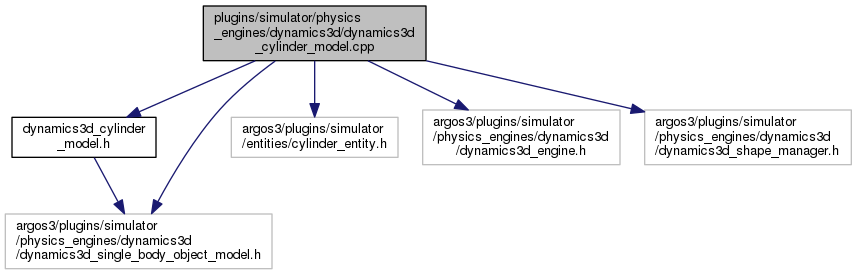 plugins/simulator/physics
_engines/dynamics3d/dynamics3d
_cylinder_model.cpp
dynamics3d_cylinder
_model.h
argos3/plugins/simulator
/entities/cylinder_entity.h
argos3/plugins/simulator
/physics_engines/dynamics3d
/dynamics3d_engine.h
argos3/plugins/simulator
/physics_engines/dynamics3d
/dynamics3d_shape_manager.h
argos3/plugins/simulator
/physics_engines/dynamics3d
/dynamics3d_single_body_object_model.h